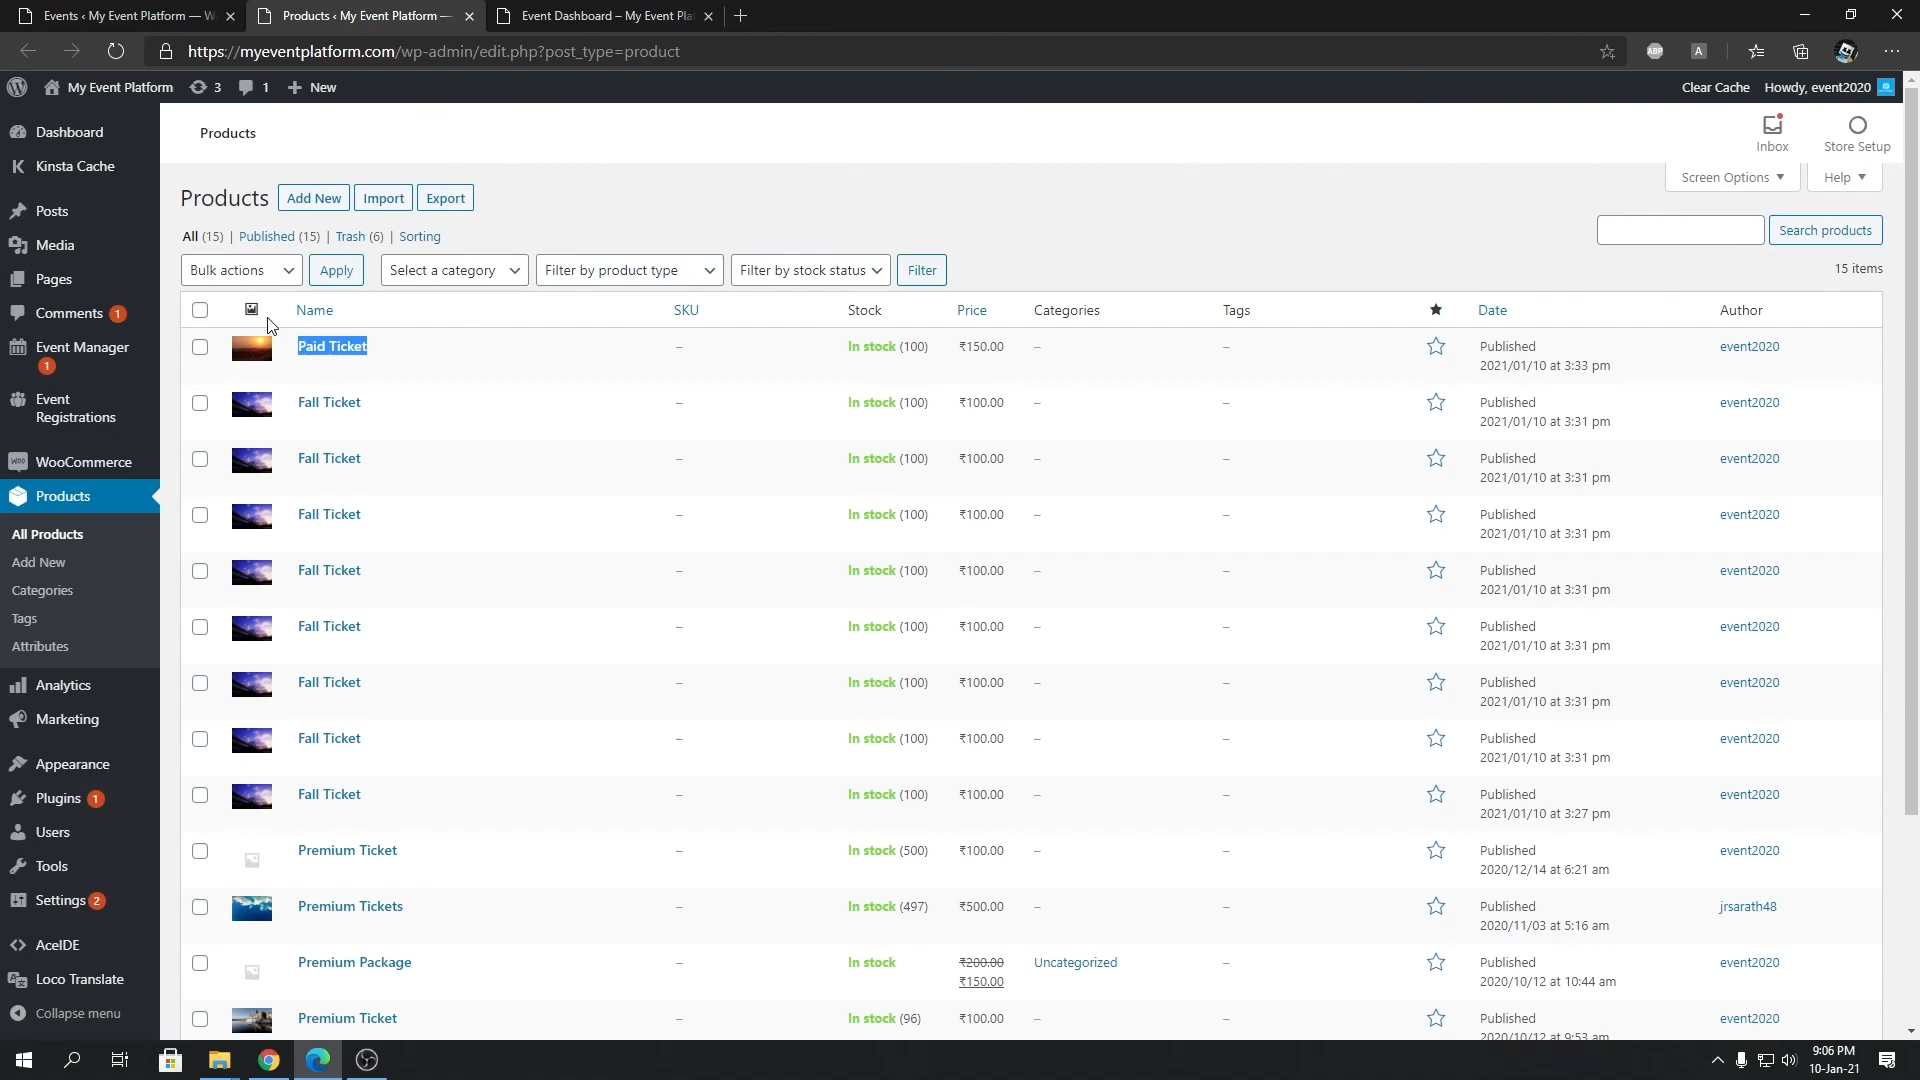 Events ‹ My Event Platform — W
Products ‹ My Event Platform —
Event Dashboard – My Event Pla
https://myeventplatform.com/wp-admin/edit.php?post_type=product
ABP
A
My Event Platform
3
1
New
Clear Cache
Howdy, event2020
Dashboard
Kinsta Cache
Posts
Media
Pages
Comments 1
Event Manager
1
Event
Registrations
WooCommerce
Products
All Products
Add New
Categories
Tags
Attributes
Analytics
Marketing
Appearance
Plugins 1
Users
Tools
Settings 2
AceIDE
Loco Translate
Collapse menu
Products
Inbox
Store Setup
Screen Options
Help
Products Add New Import Export
All (15) | Published (15) | Trash (6) | Sorting
Search products
Bulk actions Apply Select a category Filter by product type Filter by stock status Filter
15 items
Name SKU Stock Price Categories Tags Date Author
Paid Ticket – In stock (100) ₹150.00 – – Published event2020
2021/01/10 at 3:33 pm
Fall Ticket – In stock (100) ₹100.00 – – Published event2020
2021/01/10 at 3:31 pm
Fall Ticket – In stock (100) ₹100.00 – – Published event2020
2021/01/10 at 3:31 pm
Fall Ticket – In stock (100) ₹100.00 – – Published event2020
2021/01/10 at 3:31 pm
Fall Ticket – In stock (100) ₹100.00 – – Published event2020
2021/01/10 at 3:31 pm
Fall Ticket – In stock (100) ₹100.00 – – Published event2020
2021/01/10 at 3:31 pm
Fall Ticket – In stock (100) ₹100.00 – – Published event2020
2021/01/10 at 3:31 pm
Fall Ticket – In stock (100) ₹100.00 – – Published event2020
2021/01/10 at 3:31 pm
Fall Ticket – In stock (100) ₹100.00 – – Published event2020
2021/01/10 at 3:27 pm
Premium Ticket – In stock (500) ₹100.00 – – Published event2020
2020/12/14 at 6:21 am
Premium Tickets – In stock (497) ₹500.00 – – Published jrsarath48
2020/11/03 at 5:16 am
Premium Package – In stock ₹200.00 Uncategorized – Published event2020
₹150.00 2020/10/12 at 10:44 am
Premium Ticket – In stock (96) ₹100.00 – – Published event2020
2020/10/12 at 9:53 am
9:06 PM
10-Jan-21